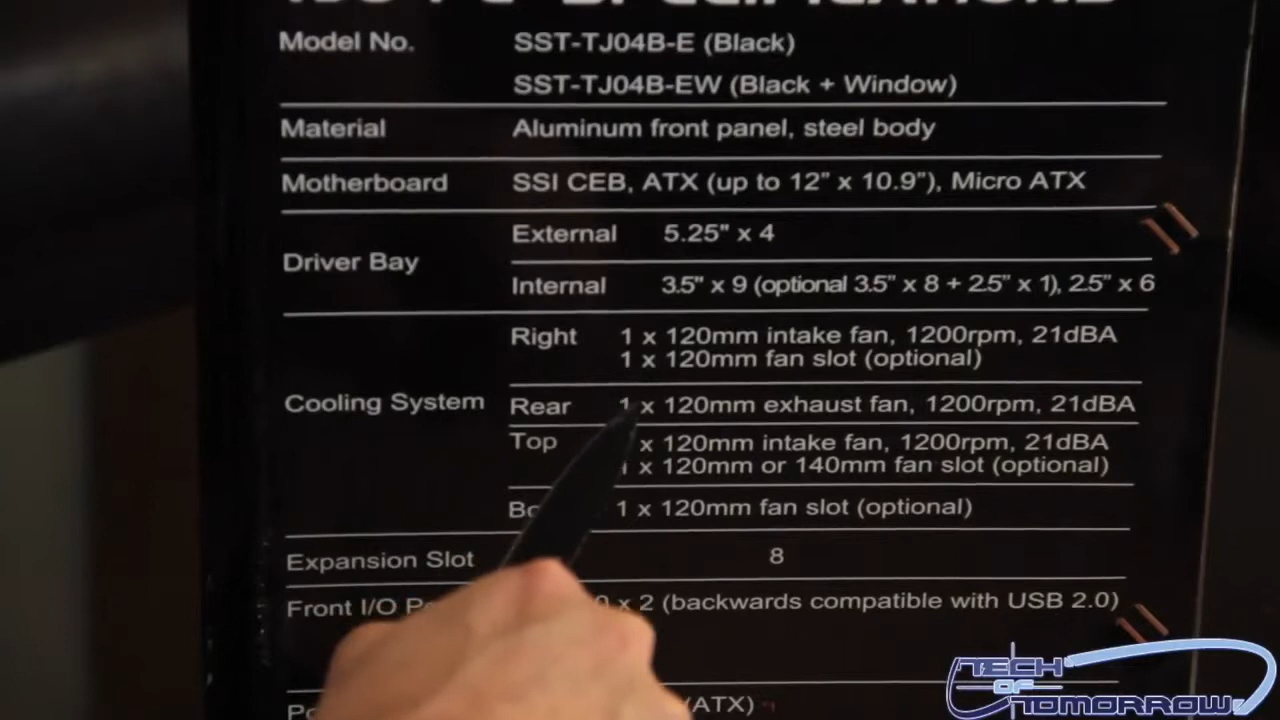 SPECIFICATIONS
Model No. SST-TJ04B-E (Black)
SST-TJ04B-EW (Black + Window)
Material Aluminum front panel, steel body
Motherboard SSI CEB, ATX (up to 12" x 10.9"), Micro ATX
Driver Bay
External 5.25" x 4
Internal 3.5" x 9 (optional 3.5" x 8 + 2.5" x 1), 2.5" x 6
Cooling System
Right 1 x 120mm intake fan, 1200rpm, 21dBA
1 x 120mm fan slot (optional)
Rear 1 x 120mm exhaust fan, 1200rpm, 21dBA
Top x 120mm intake fan, 1200rpm, 21dBA
1 x 120mm or 140mm fan slot (optional)
1 x 120mm fan slot (optional)
Expansion Slot 8
Front I/O x 2 (backwards compatible with USB 2.0)
(ATX)
TECH
OF
TOMORROW